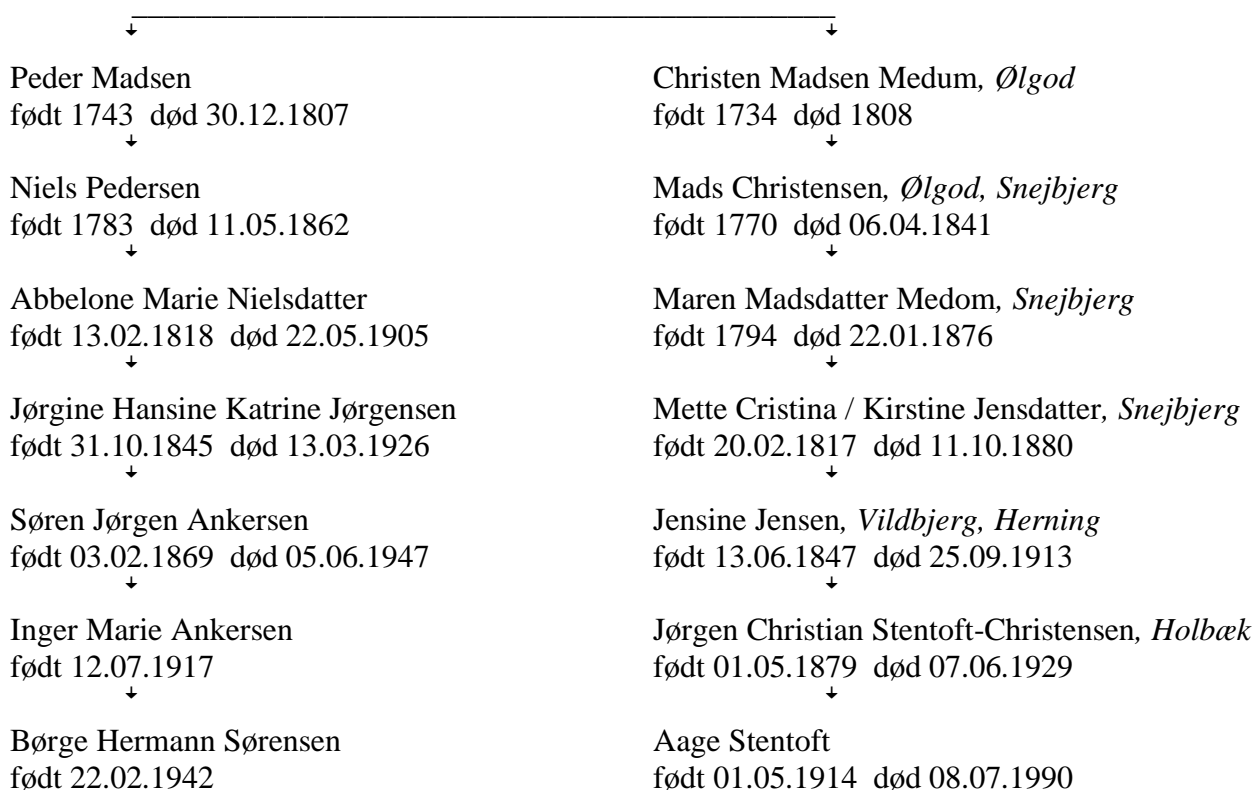 Peder Madsen
født 1743 død 30.12.1807
Niels Pedersen
født 1783 død 11.05.1862
Abbelone Marie Nielsdatter
født 13.02.1818 død 22.05.1905
Jørgine Hansine Katrine Jørgensen
født 31.10.1845 død 13.03.1926
Søren Jørgen Ankersen
født 03.02.1869 død 05.06.1947
Inger Marie Ankersen
født 12.07.1917
Børge Hermann Sørensen
født 22.02.1942
Christen Madsen Medum, Ølgod
født 1734 død 1808
Mads Christensen, Ølgod, Snejbjerg
født 1770 død 06.04.1841
Maren Madsdatter Medom, Snejbjerg
født 1794 død 22.01.1876
Mette Cristina / Kirstine Jensdatter, Snejbjerg
født 20.02.1817 død 11.10.1880
Jensine Jensen, Vildbjerg, Herning
født 13.06.1847 død 25.09.1913
Jørgen Christian Stentoft-Christensen, Holbæk
født 01.05.1879 død 07.06.1929
Aage Stentoft
født 01.05.1914 død 08.07.1990